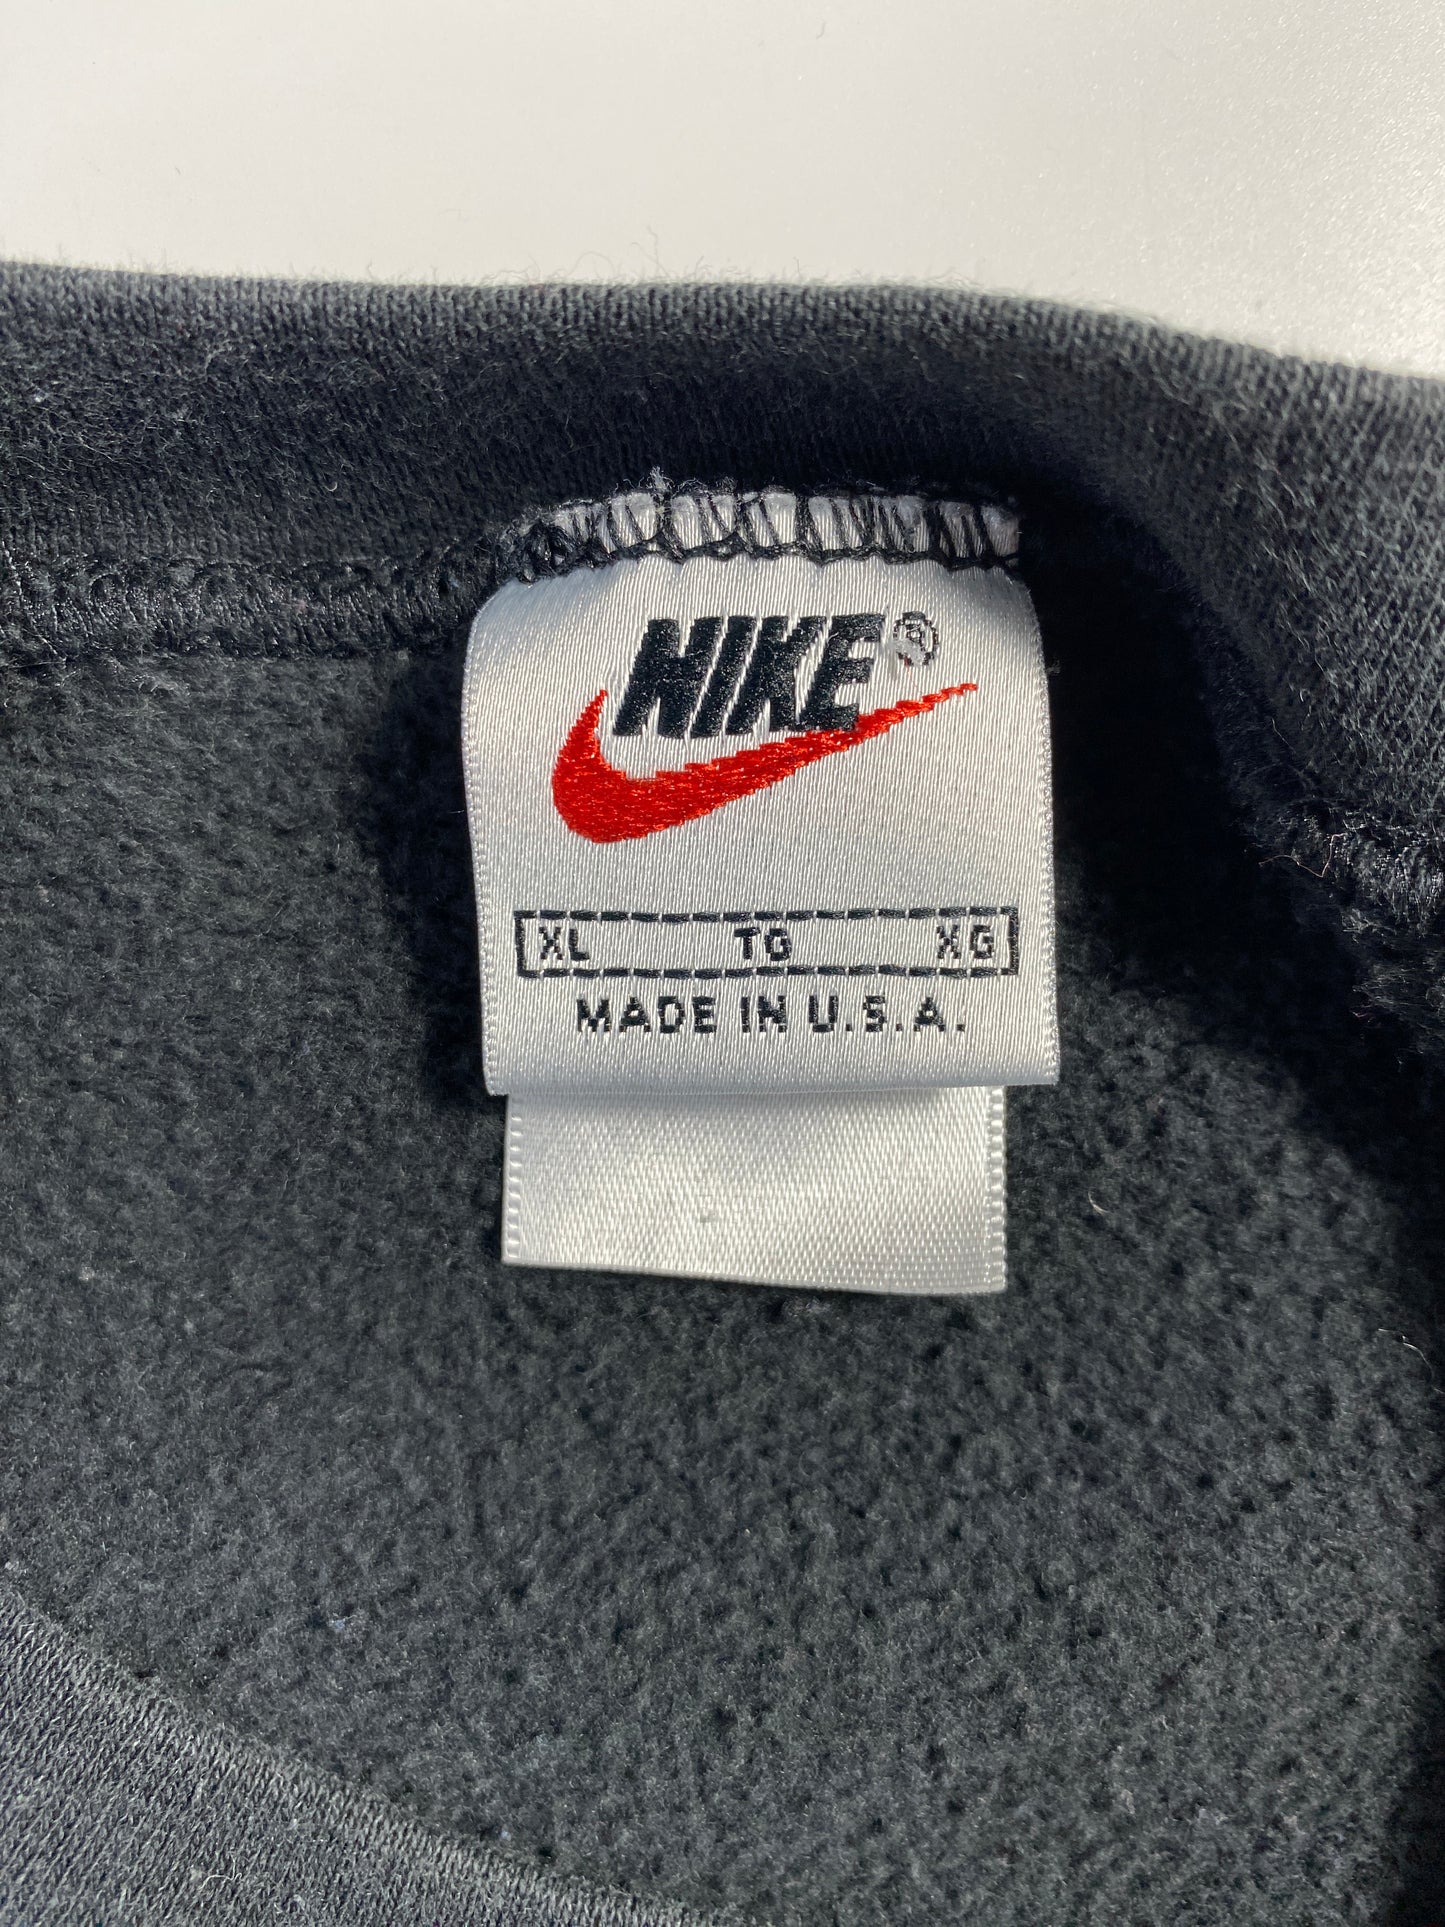 NIKE®
XL TG XG
MADE IN U.S.A.